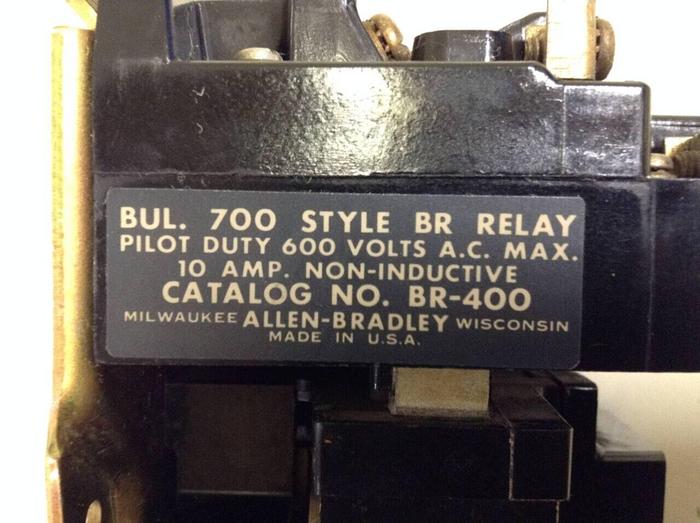 BUL. 700 STYLE BR RELAY
PILOT DUTY 600 VOLTS A.C. MAX.
10 AMP. NON-INDUCTIVE
CATALOG NO. BR-400
MILWAUKEE ALLEN-BRADLEY WISCONSIN
MADE IN U.S.A.